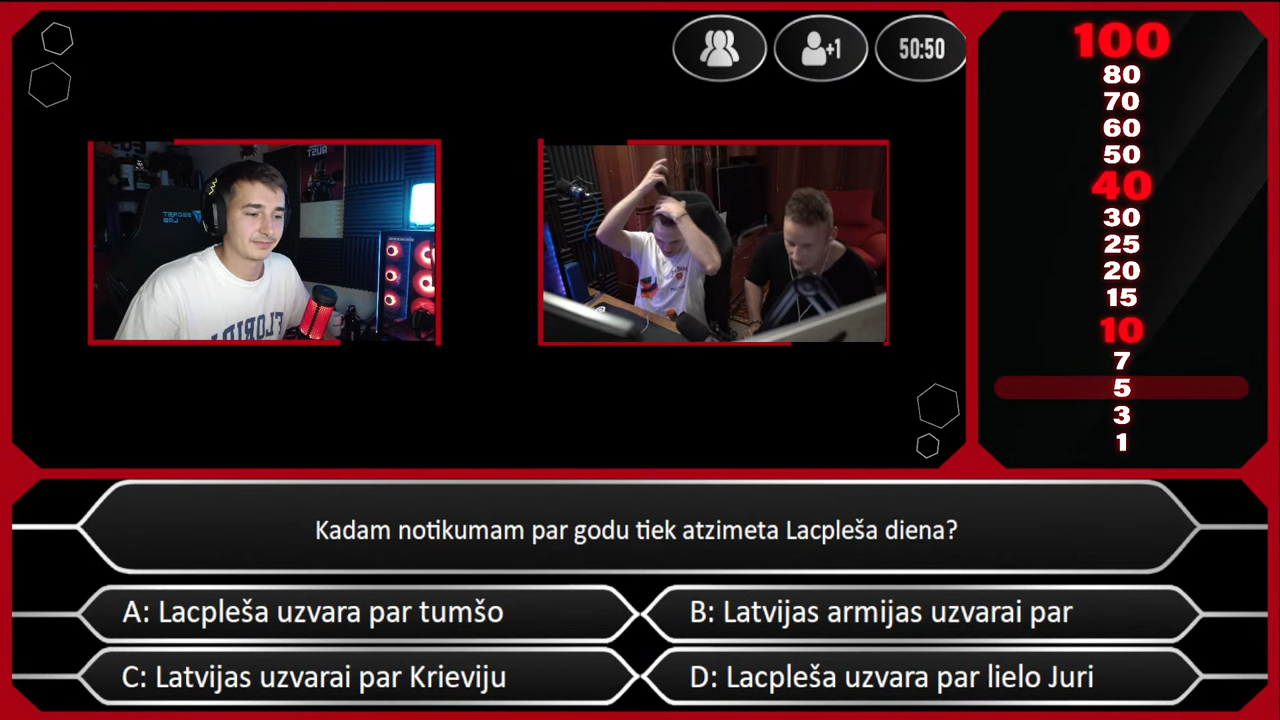 +1
50:50
100
80
70
60
50
40
30
25
20
15
10
7
5
3
1
FLORIDA
Kadam notikumam par godu tiek atzimeta Lacpleša diena?
A: Lacpleša uzvara par tumšo
B: Latvijas armijas uzvarai par
C: Latvijas uzvarai par Krieviju
D: Lacpleša uzvara par lielo Juri